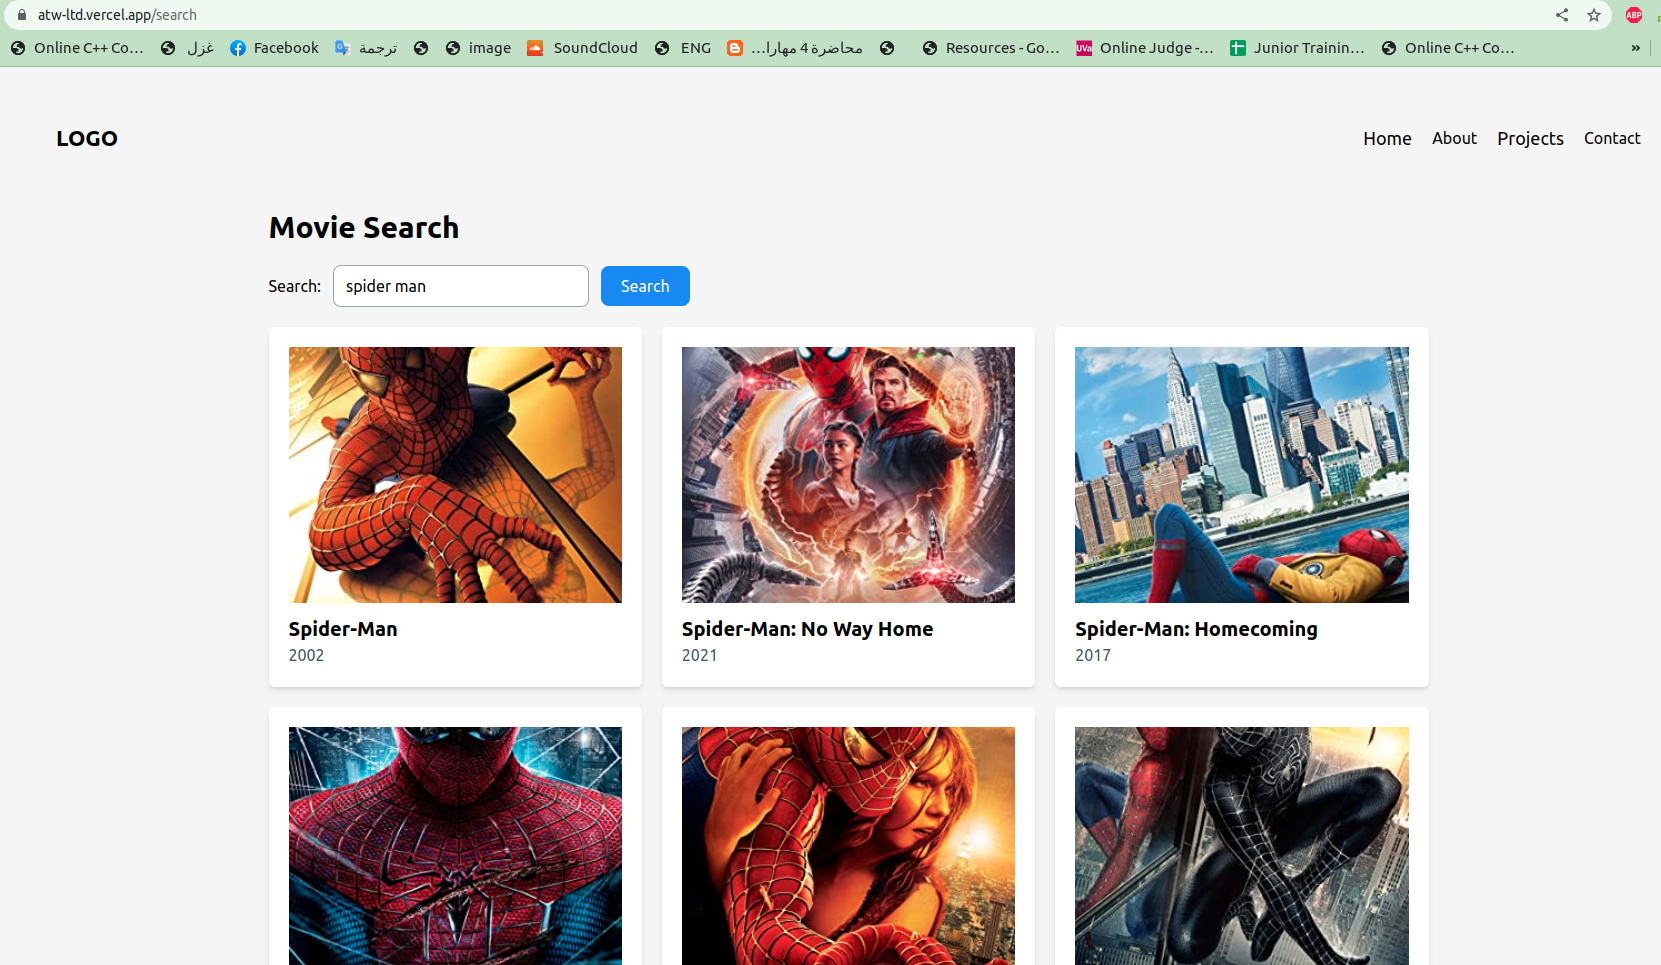 atw-ltd.vercel.app/search
ABP
Online C++ Co... غزل Facebook ترجمة image SoundCloud ENG محاضرة 4 مهارا... Resources - Go... UVa Online Judge -... Junior Trainin... Online C++ Co... »
LOGO
Home About Projects Contact
Movie Search
Search: spider man Search
Spider-Man
2002
Spider-Man: No Way Home
2021
Spider-Man: Homecoming
2017